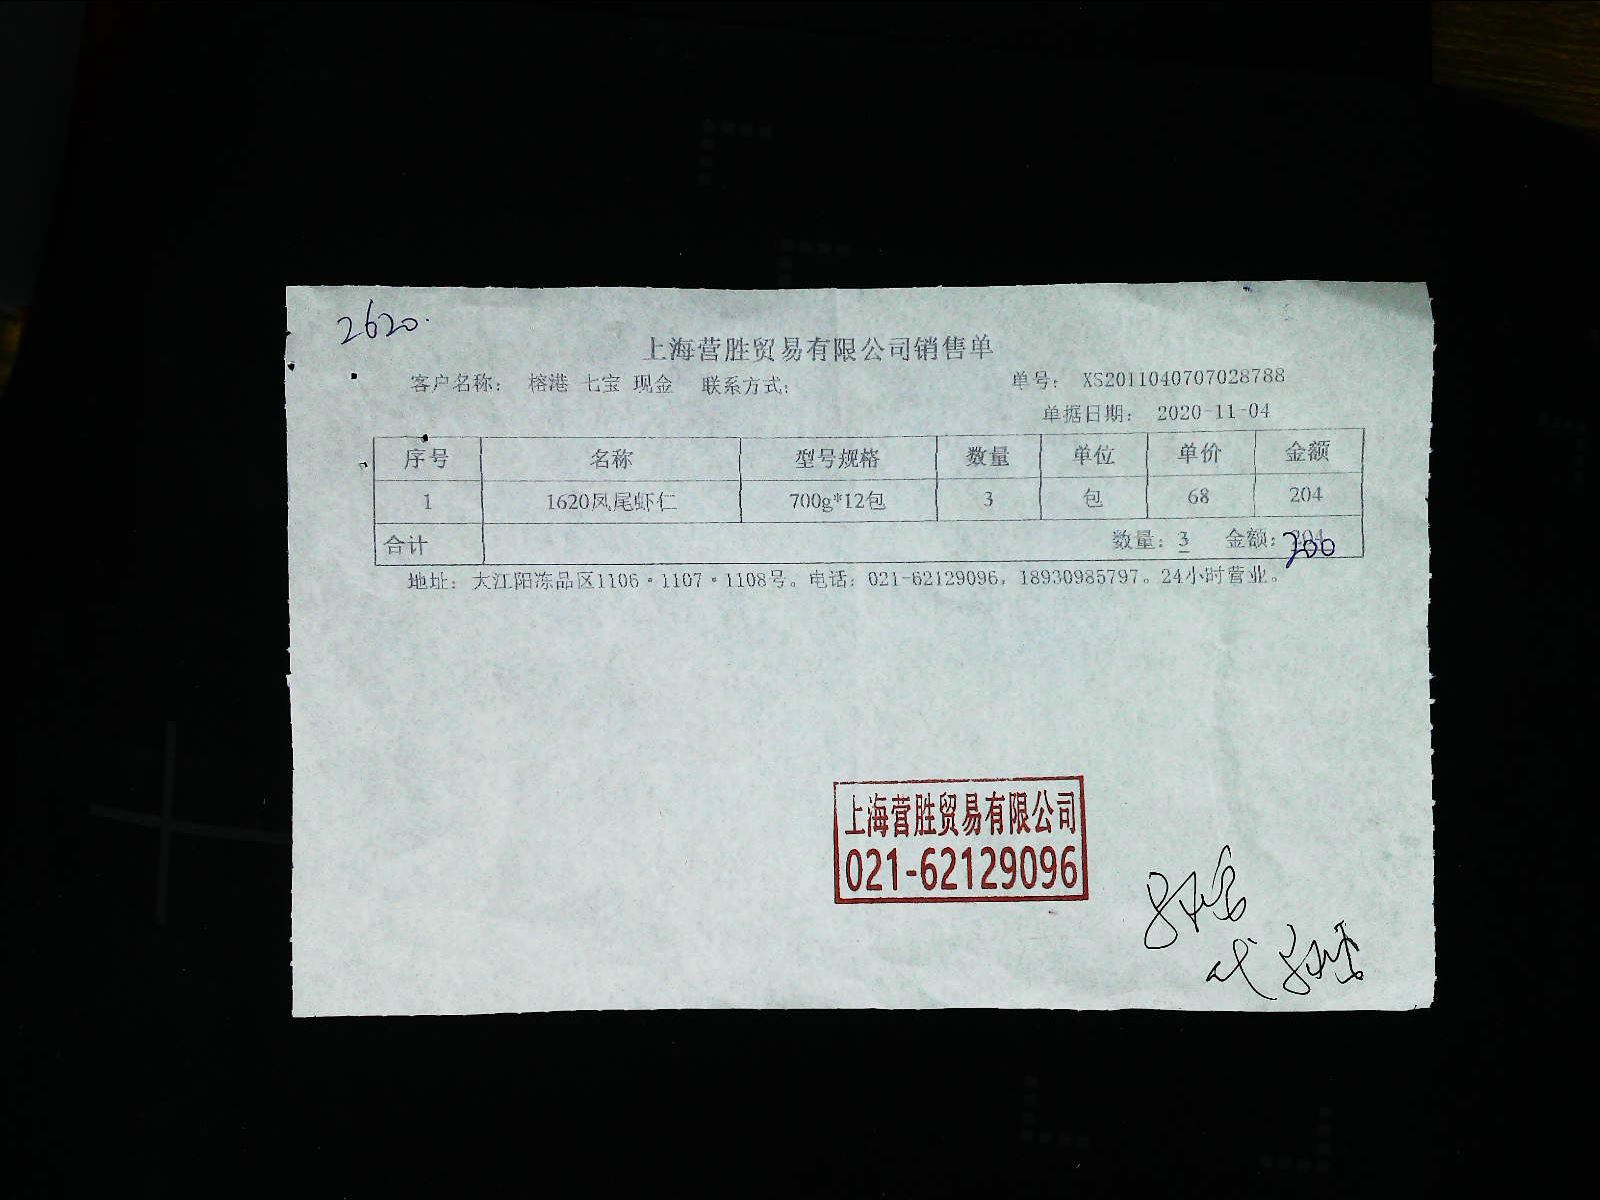 2620.
上海营胜贸易有限公司销售单
客户名称： 榕港 七宝 现金 联系方式： 单号： XS2011040707028788
单据日期： 2020-11-04
序号 名称 型号规格 数量 单位 单价 金额
1 1620凤尾虾仁 700g*12包 3 包 68 204
合计 数量：3 金额：200
地址：大江阳冻品区1106·1107·1108号。电话：021-62129096，18930985797。24小时营业。
上海营胜贸易有限公司
021-62129096
代